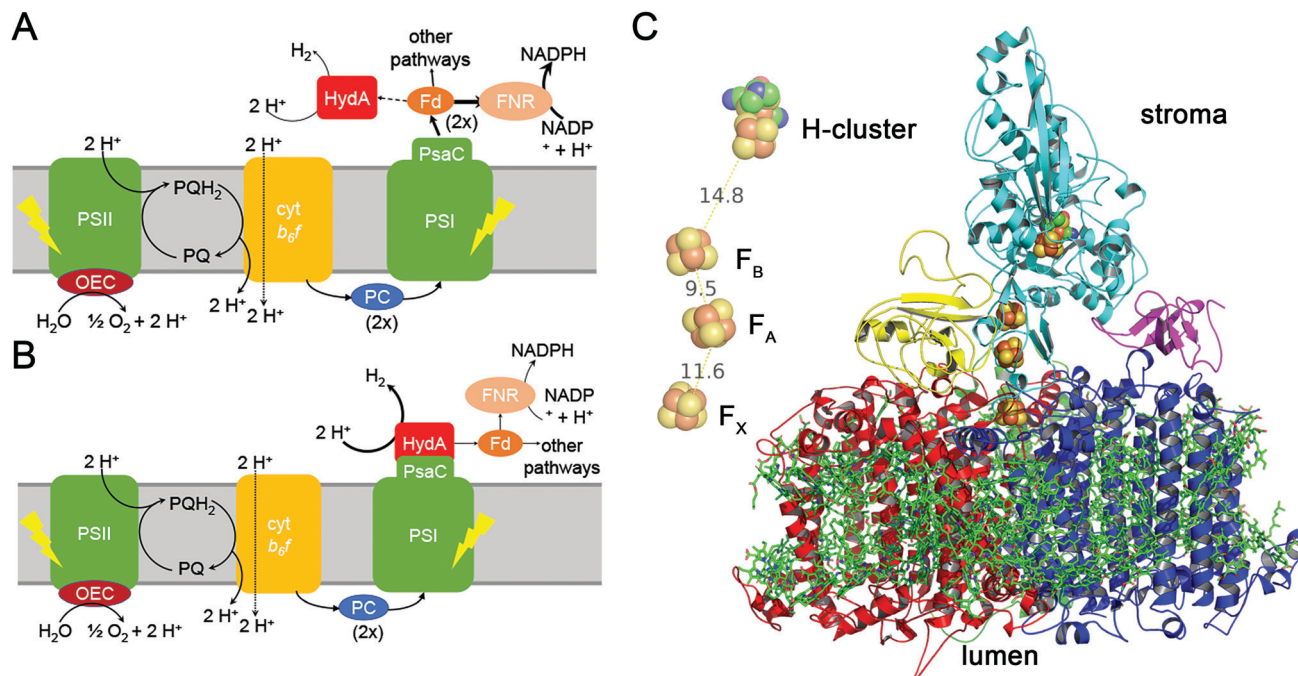 A
other
pathways
NADPH
H₂
HydA
Fd
FNR
2 H⁺
(2x)
NADP
⁺ + H⁺
2 H⁺
2 H⁺
PsaC
PQH₂
PSII
cyt
b₆f
PSI
PQ
OEC
2 H⁺
2 H⁺
PC
H₂O ½ O₂ + 2 H⁺
(2x)
B
NADPH
H₂
FNR
NADP
⁺ + H⁺
2 H⁺
HydA
Fd
other
pathways
PsaC
2 H⁺
2 H⁺
PQH₂
PSII
cyt
b₆f
PSI
PQ
OEC
2 H⁺
2 H⁺
PC
H₂O ½ O₂ + 2 H⁺
(2x)
C
H-cluster
stroma
14.8
F_B
9.5
F_A
11.6
F_X
lumen